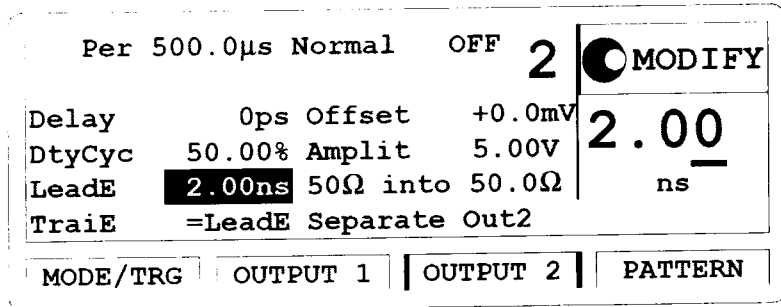 Per 500.0µs Normal OFF 2 MODIFY
Delay 0ps Offset +0.0mV 2.00
DtyCyc 50.00% Amplit 5.00V
LeadE 2.00ns 50Ω into 50.0Ω ns
TraiE =LeadE Separate Out2
MODE/TRG OUTPUT 1 OUTPUT 2 PATTERN